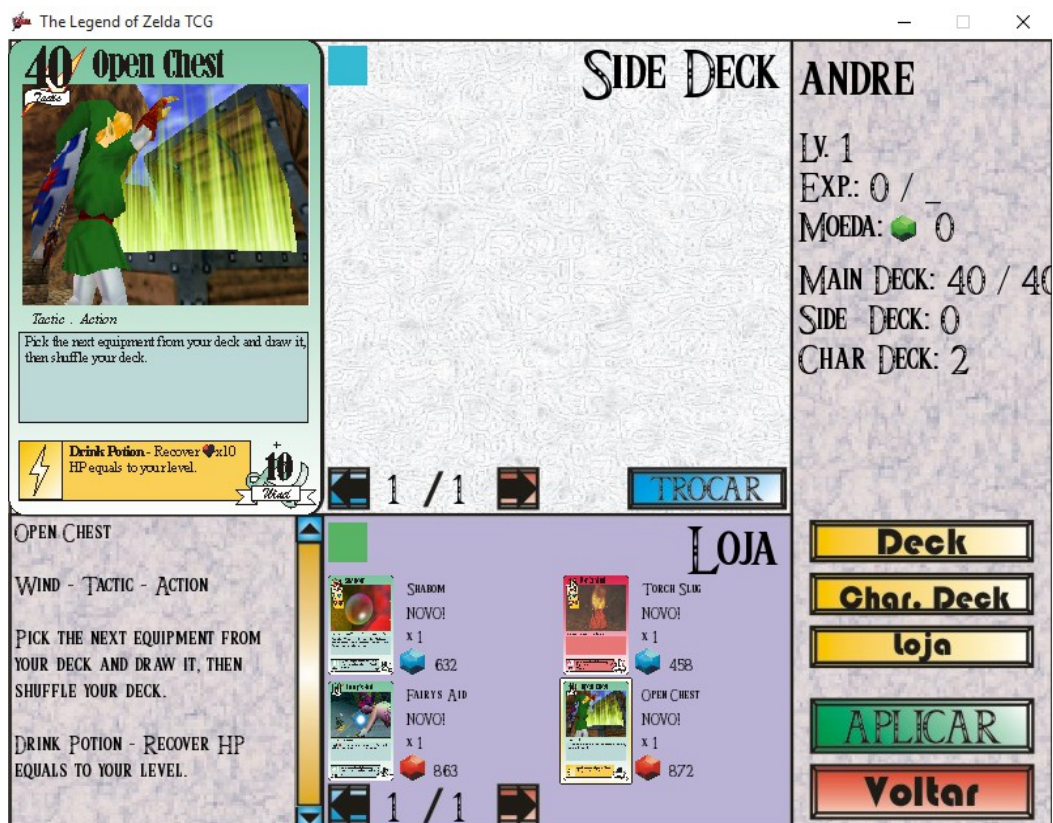 The Legend of Zelda TCG
40 Open Chest
Tactic
Tactic . Action
Pick the next equipment from your deck and draw it,
then shuffle your deck.
Drink Potion - Recover x10
HP equals to your level.
+
10
Wind
Open Chest
Wind - Tactic - Action
Pick the next equipment from
your deck and draw it, then
shuffle your deck.
Drink Potion - Recover HP
equals to your level.
Side Deck
1 / 1
TROCAR
Loja
Shabom
NOVO!
x 1
632
Torch Slug
NOVO!
x 1
458
Fairys Aid
NOVO!
x 1
863
Open Chest
NOVO!
x 1
872
1 / 1
ANDRE
Lv. 1
Exp.: 0 / _
Moeda: 0
Main Deck: 40 / 40
Side Deck: 0
Char Deck: 2
Deck
Char. Deck
Loja
APLICAR
Voltar